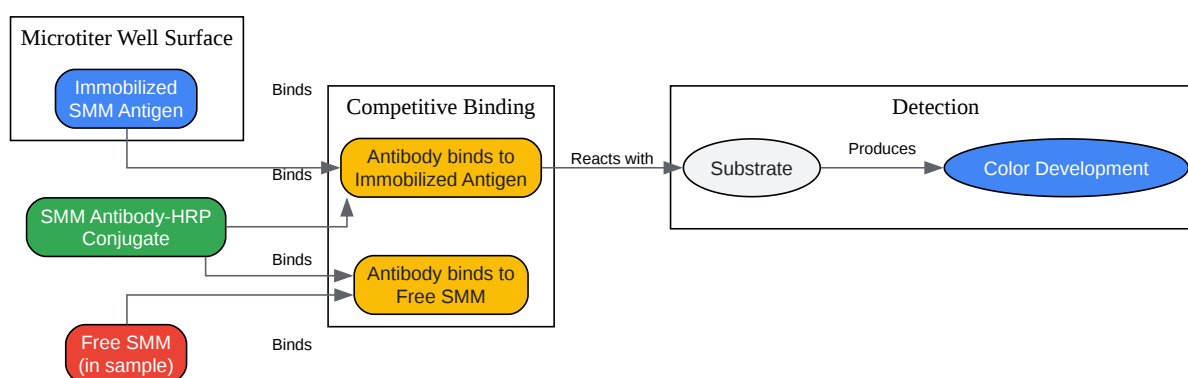 Microtiter Well Surface
Immobilized
SMM Antigen
SMM Antibody-HRP
Conjugate
Free SMM
(in sample)
Binds
Binds
Binds
Binds
Competitive Binding
Antibody binds to
Immobilized Antigen
Antibody binds to
Free SMM
Reacts with
Detection
Substrate
Produces
Color Development